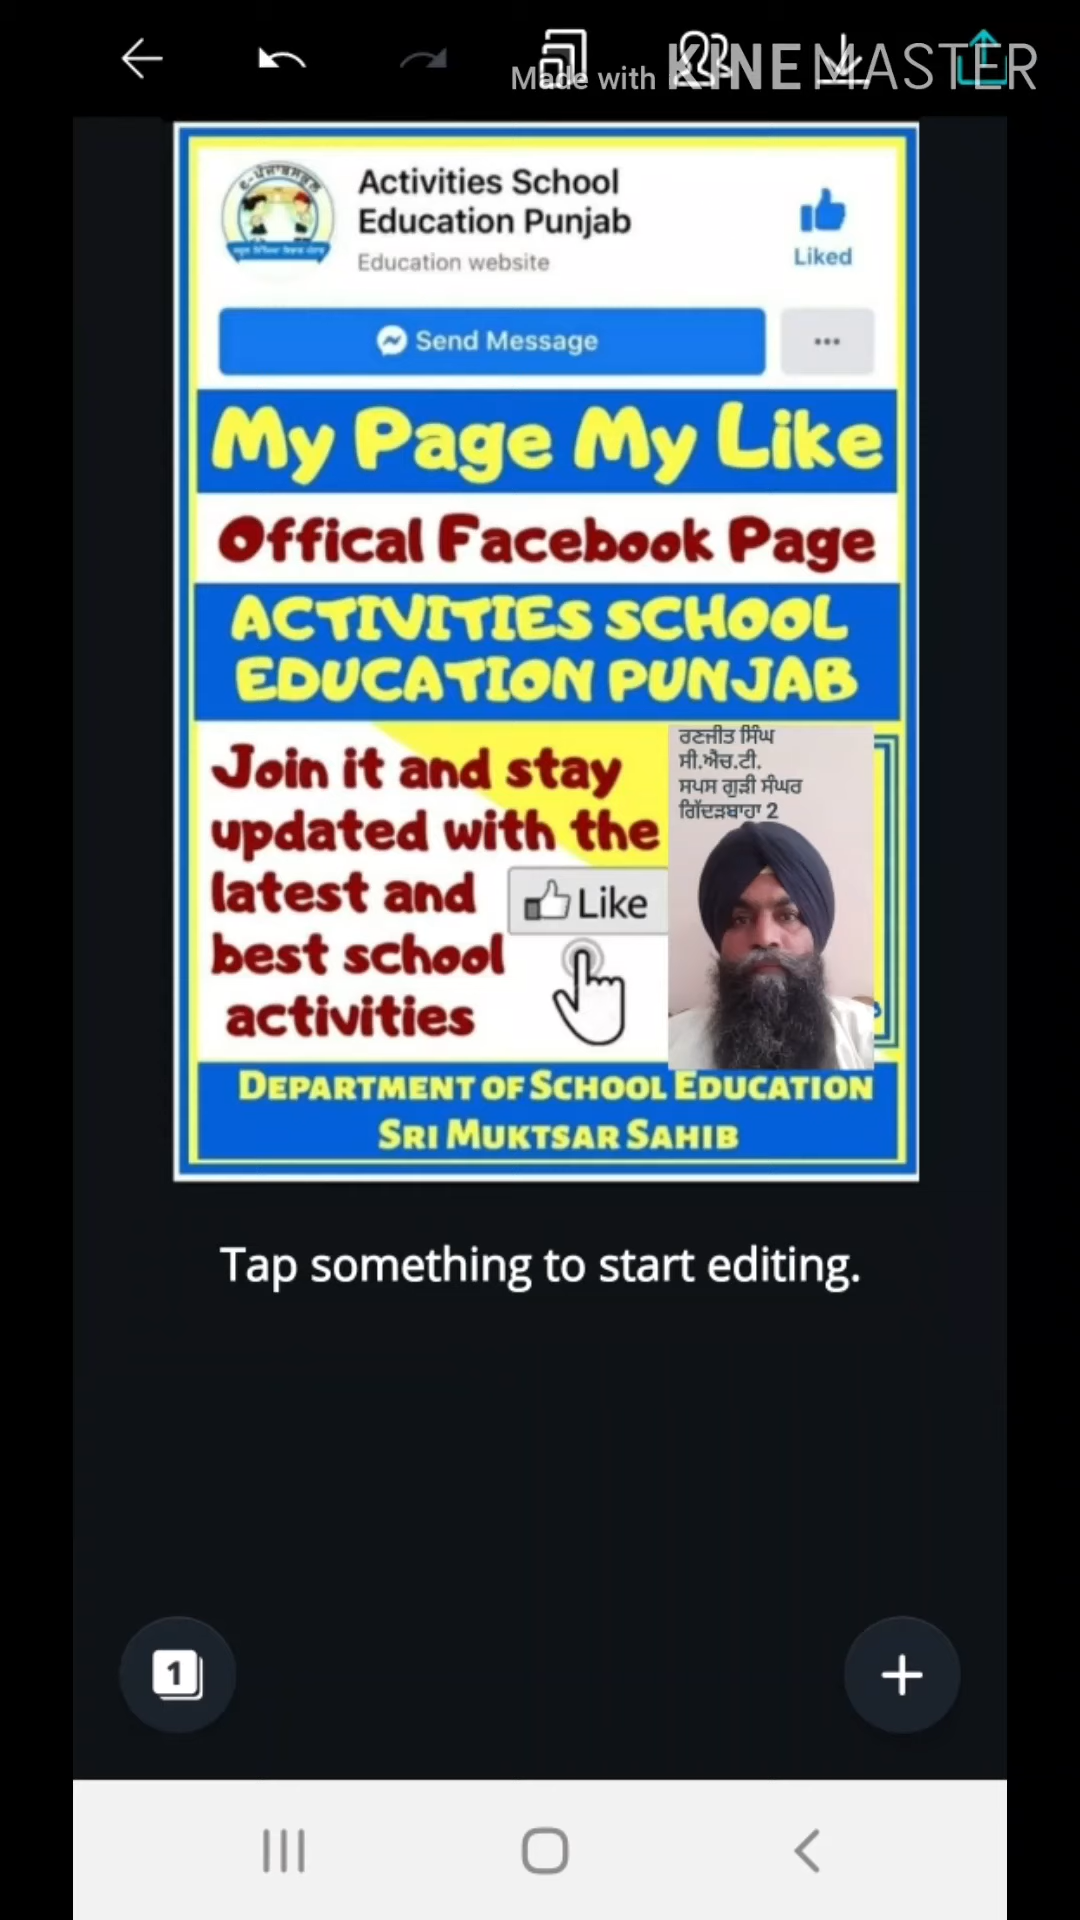 Made with KINEMASTER
Activities School
Education Punjab
Education website
Liked
Send Message
My Page My Like
Offical Facebook Page
ACTIVITIES SCHOOL
EDUCATION PUNJAB
Join it and stay
updated with the
latest and
best school
activities
Like
ਰਣਜੀਤ ਸਿੰਘ
ਸੀ.ਐਚ.ਟੀ.
ਸਪਸ ਗੁੜੀ ਸੰਘਰ
ਗਿੱਦੜਬਾਹਾ 2
DEPARTMENT OF SCHOOL EDUCATION
SRI MUKTSAR SAHIB
Tap something to start editing.
1